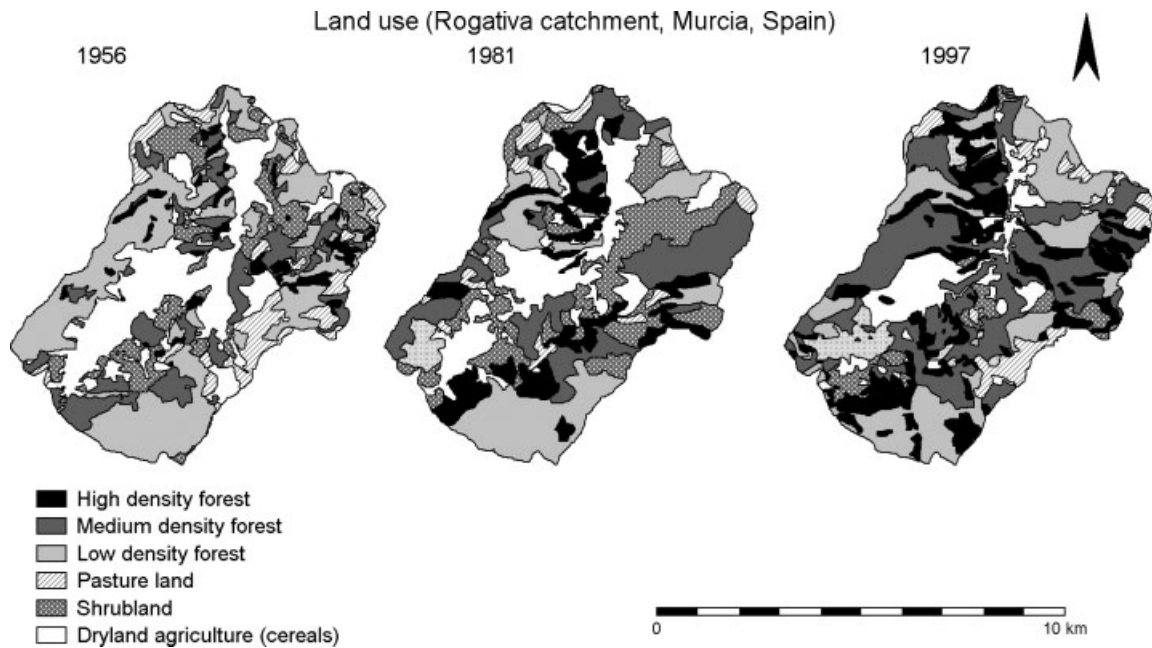 Land use (Rogativa catchment, Murcia, Spain)
1956
1981
1997
High density forest
Medium density forest
Low density forest
Pasture land
Shrubland
Dryland agriculture (cereals)
0
10 km